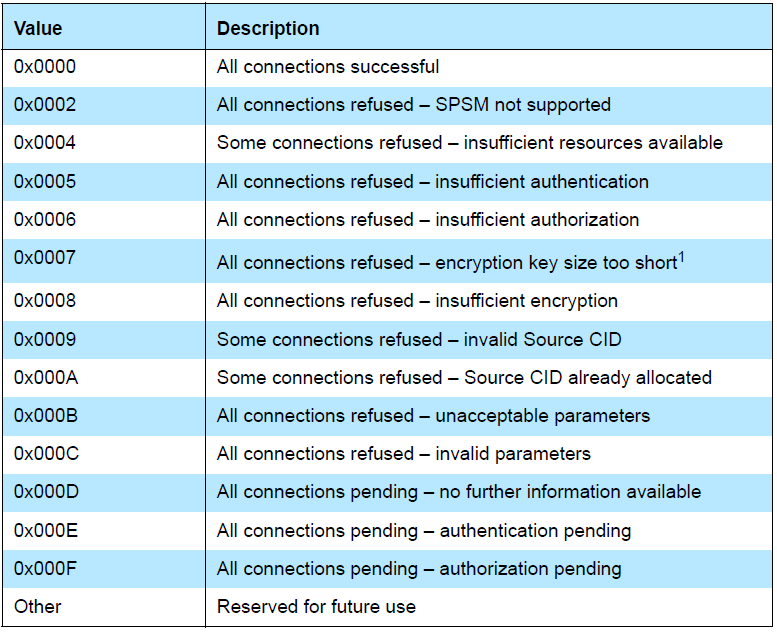 Value Description
0x0000 All connections successful
0x0002 All connections refused – SPSM not supported
0x0004 Some connections refused – insufficient resources available
0x0005 All connections refused – insufficient authentication
0x0006 All connections refused – insufficient authorization
0x0007 All connections refused – encryption key size too short1
0x0008 All connections refused – insufficient encryption
0x0009 Some connections refused – invalid Source CID
0x000A Some connections refused – Source CID already allocated
0x000B All connections refused – unacceptable parameters
0x000C All connections refused – invalid parameters
0x000D All connections pending – no further information available
0x000E All connections pending – authentication pending
0x000F All connections pending – authorization pending
Other Reserved for future use